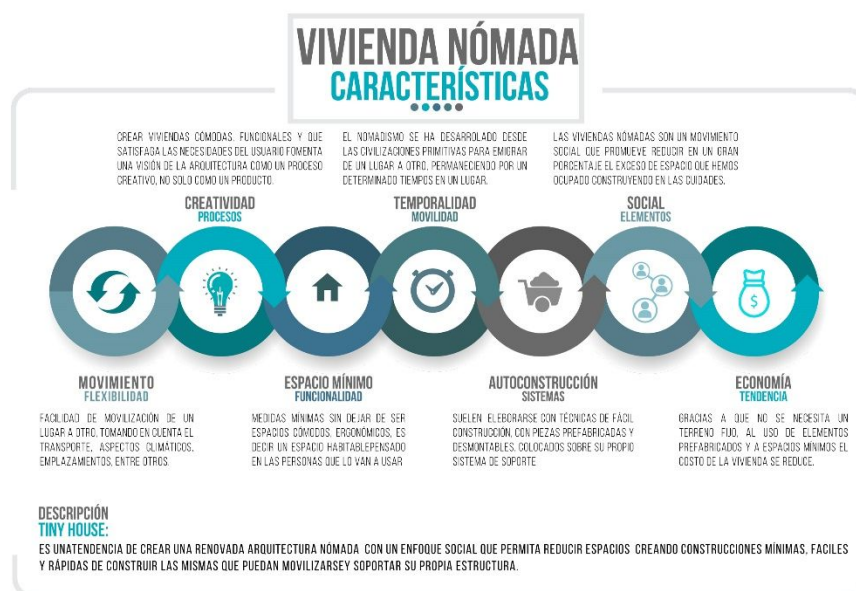 VIVIENDA NÓMADA
CARACTERÍSTICAS
CREAR VIVIENDAS CÓMODAS, FUNCIONALES Y QUE
SATISFAGA LAS NECESIDADES DEL USUARIO FOMENTA
UNA VISIÓN DE LA ARQUITECTURA COMO UN PROCESO
CREATIVO, NO SOLO COMO UN PRODUCTO.
CREATIVIDAD
PROCESOS
EL NOMADISMO SE HA DESARROLADO DESDE
LAS CIVILIZACIONES PRIMITIVAS PARA EMIGRAR
DE UN LUGAR A OTRO, PERMANECIENDO POR UN
DETERMINADO TIEMPOS EN UN LUGAR.
TEMPORALIDAD
MOVILIDAD
LAS VIVIENDAS NÓMADAS SON UN MOVIMIENTO
SOCIAL QUE PROMUEVE REDUCIR EN UN GRAN
PORCENTAJE EL EXCESO DE ESPACIO QUE HEMOS
OCUPADO CONSTRUYENDO EN LAS CUIDADES.
SOCIAL
ELEMENTOS
$
MOVIMIENTO
FLEXIBILIDAD
FACILIDAD DE MOVILIZACIÓN DE UN
LUGAR A OTRO, TOMANDO EN CUENTA EL
TRANSPORTE, ASPECTOS CLIMÁTICOS,
EMPLAZAMIENTOS, ENTRE OTROS.
ESPACIO MÍNIMO
FUNCIONALIDAD
MEDIDAS MÍNIMAS SIN DEJAR DE SER
ESPACIOS CÓMODOS, ERGONÓMICOS, ES
DECIR UN ESPACIO HABITABLEPENSADO
EN LAS PERSONAS QUE LO VAN A USAR
AUTOCONSTRUCCIÓN
SISTEMAS
SUELEN ELEBORARSE CON TÉCNICAS DE FÁCIL
CONSTRUCCIÓN, CON PIEZAS PREFABRICADAS Y
DESMONTABLES, COLOCADOS SOBRE SU PROPIO
SISTEMA DE SOPORTE
ECONOMÍA
TENDENCIA
GRACIAS A QUE NO SE NECESITA UN
TERRENO FIJO, AL USO DE ELEMENTOS
PREFABRICADOS Y A ESPACIOS MÍNIMOS EL
COSTO DE LA VIVIENDA SE REDUCE.
DESCRIPCIÓN
TINY HOUSE:
ES UNATENDENCIA DE CREAR UNA RENOVADA ARQUITECTURA NÓMADA CON UN ENFOQUE SOCIAL QUE PERMITA REDUCIR ESPACIOS CREANDO CONSTRUCCIONES MÍNIMAS, FACILES
Y RÁPIDAS DE CONSTRUIR LAS MISMAS QUE PUEDAN MOVILIZARSEY SOPORTAR SU PROPIA ESTRUCTURA.